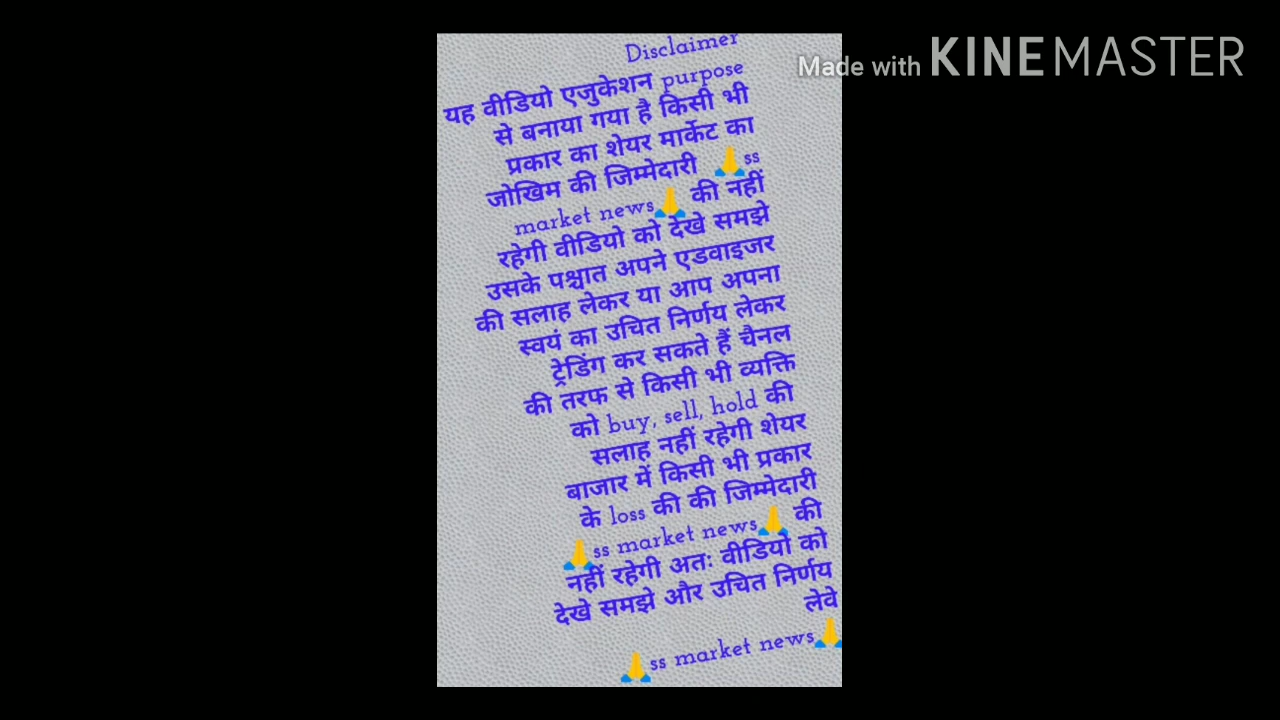 Made with KINEMASTER
Disclaimer
यह वीडियो एजुकेशन purpose
से बनाया गया है किसी भी
प्रकार का शेयर मार्केट का
जोखिम की जिम्मेदारी 🙏ss
market news🙏 की नहीं
रहेगी वीडियो को देखे समझे
उसके पश्चात अपने एडवाइजर
की सलाह लेकर या आप अपना
स्वयं का उचित निर्णय लेकर
ट्रेडिंग कर सकते हैं चैनल
की तरफ से किसी भी व्यक्ति
को buy, sell, hold की
सलाह नहीं रहेगी शेयर
बाजार में किसी भी प्रकार
के loss की की जिम्मेदारी
🙏ss market news🙏 की
नहीं रहेगी अतः वीडियो को
देखे समझे और उचित निर्णय
लेवे
🙏ss market news🙏